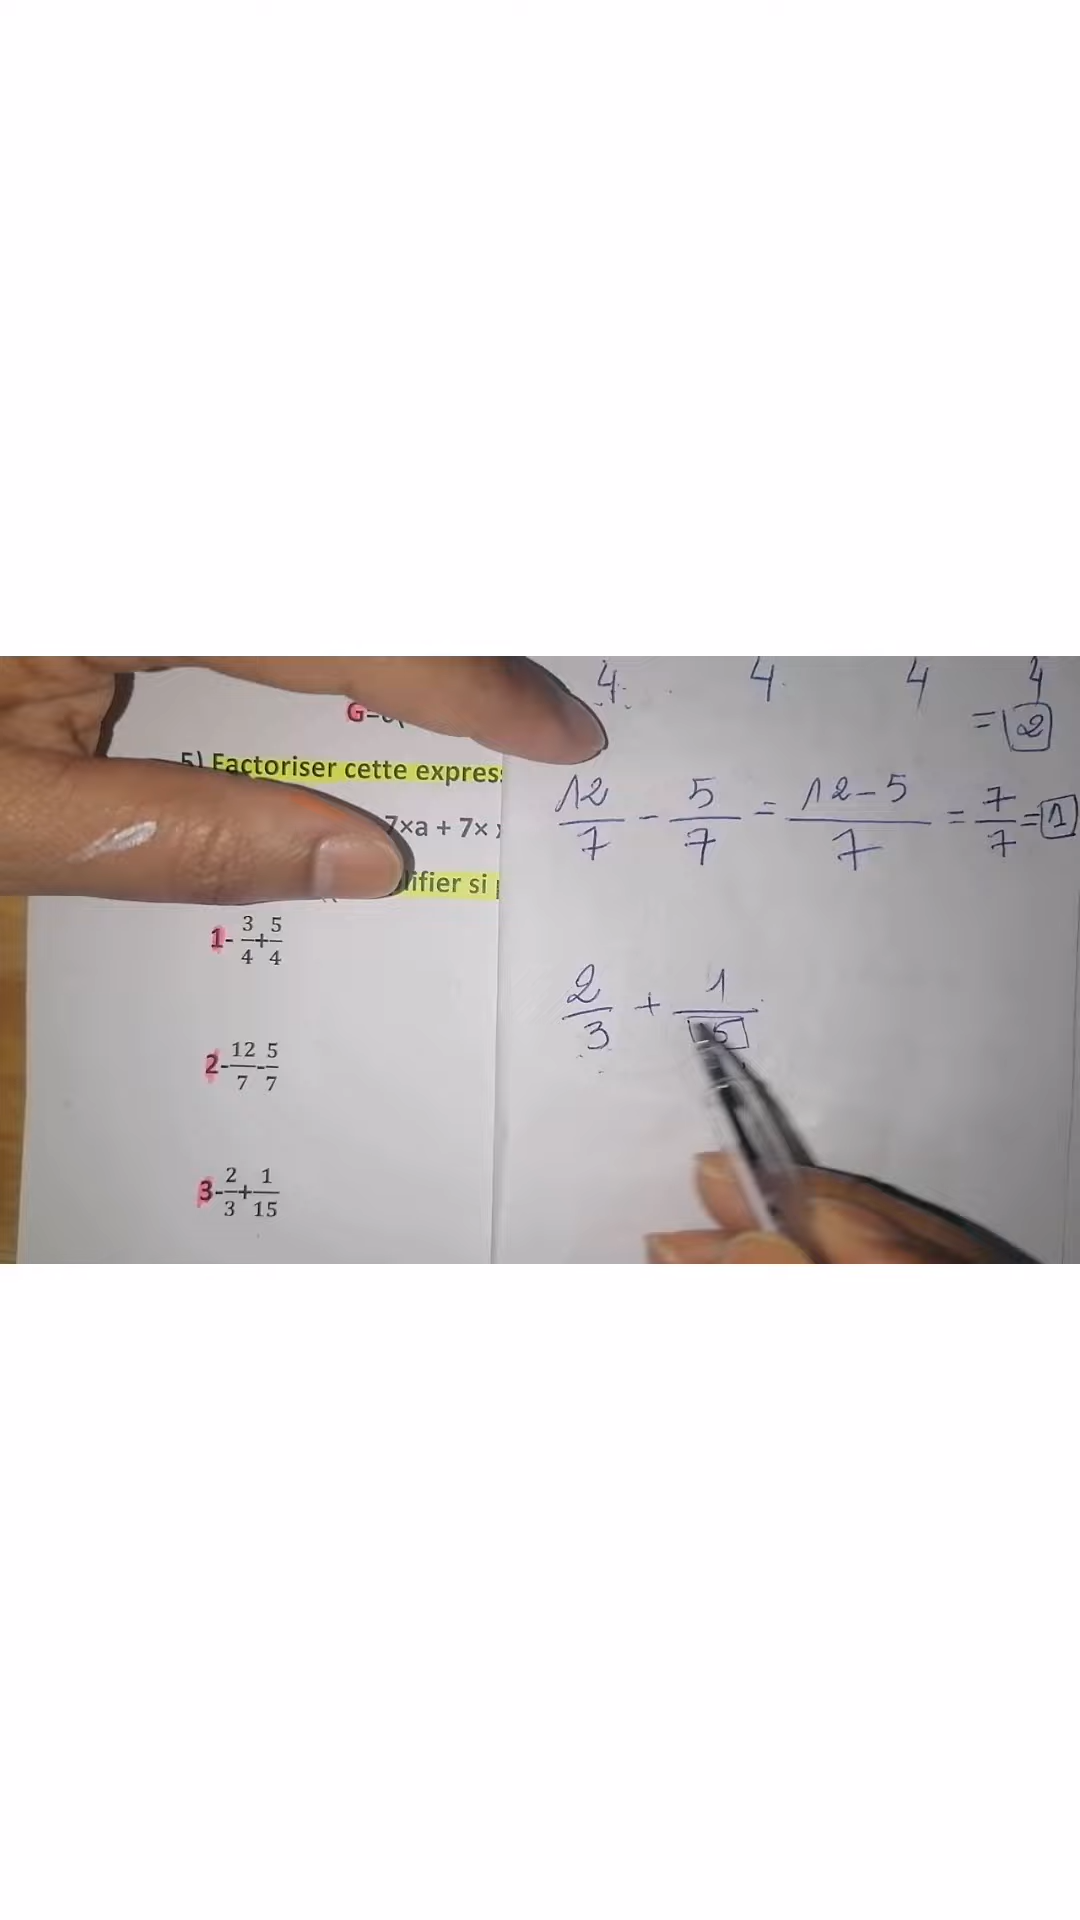 G=
5) Factoriser cette express
7×a + 7×
lifier si
1- 3/4+5/4
2-12/7-5/7
3-2/3+1/15
4 4 4 4
= 2
12/7 - 5/7 = 12-5/7 = 7/7 = 1
2/3 + 1/15